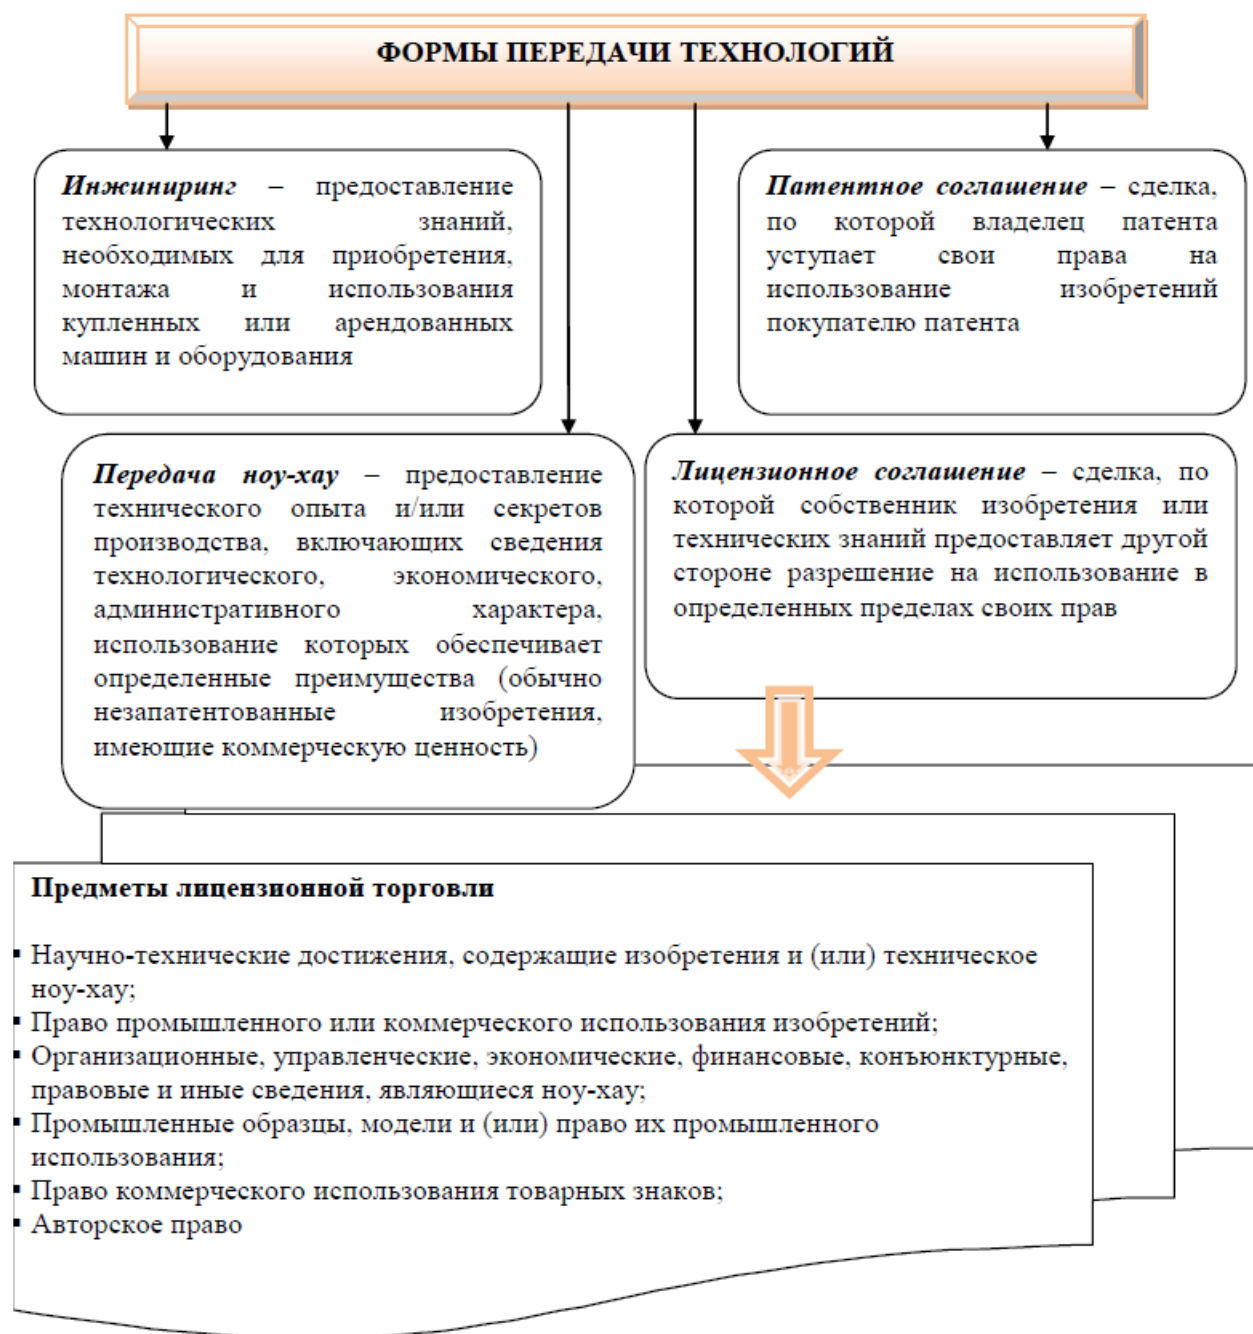 ФОРМЫ ПЕРЕДАЧИ ТЕХНОЛОГИЙ
Инжиниринг – предоставление
технологических знаний,
необходимых для приобретения,
монтажа и использования
купленных или арендованных
машин и оборудования
Патентное соглашение – сделка,
по которой владелец патента
уступает свои права на
использование изобретений
покупателю патента
Передача ноу-хау – предоставление
технического опыта и/или секретов
производства, включающих сведения
технологического, экономического,
административного характера,
использование которых обеспечивает
определенные преимущества (обычно
незапатентованные изобретения,
имеющие коммерческую ценность)
Лицензионное соглашение – сделка, по
которой собственник изобретения или
технических знаний предоставляет другой
стороне разрешение на использование в
определенных пределах своих прав
Предметы лицензионной торговли
▪ Научно-технические достижения, содержащие изобретения и (или) техническое
ноу-хау;
▪ Право промышленного или коммерческого использования изобретений;
▪ Организационные, управленческие, экономические, финансовые, конъюнктурные,
правовые и иные сведения, являющиеся ноу-хау;
▪ Промышленные образцы, модели и (или) право их промышленного
использования;
▪ Право коммерческого использования товарных знаков;
▪ Авторское право